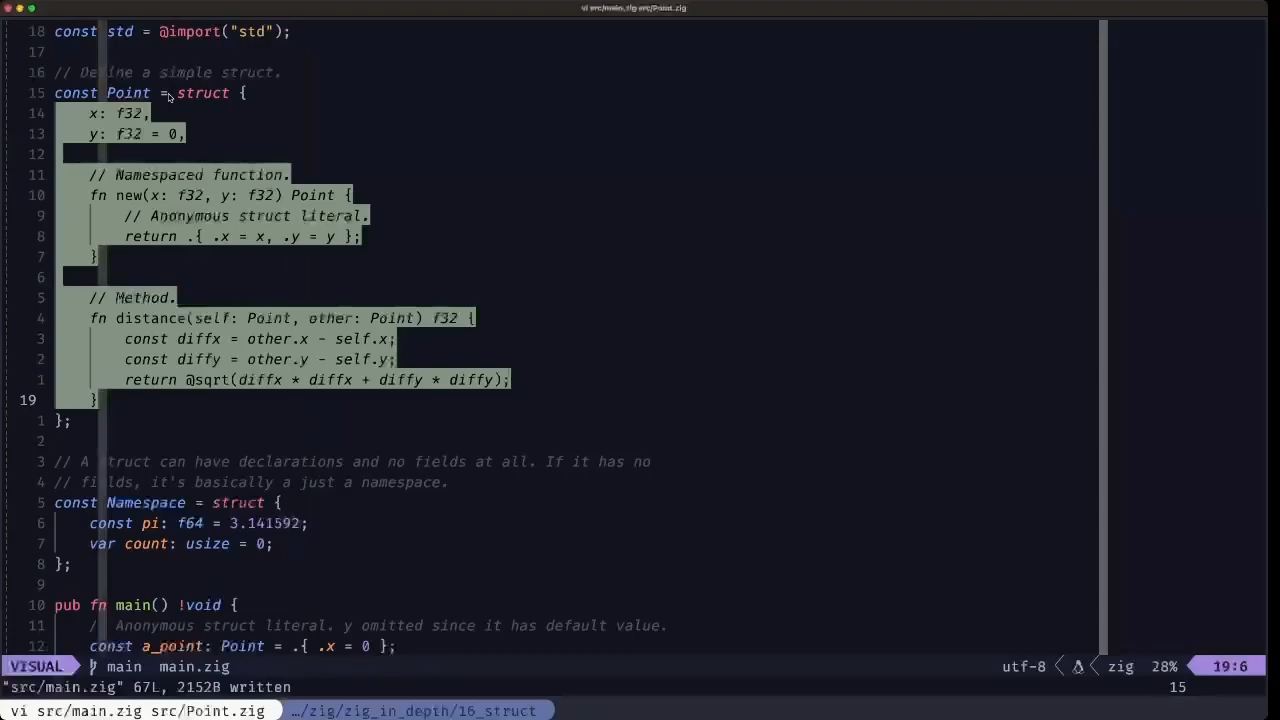 vi src/main.zig src/Point.zig
18 const std = @import("std");
17
16 // Define a simple struct.
15 const Point = struct {
14     x: f32,
13     y: f32 = 0,
12
11     // Namespaced function.
10     fn new(x: f32, y: f32) Point {
9         // Anonymous struct literal.
8         return .{ .x = x, .y = y };
7     }
6
5     // Method.
4     fn distance(self: Point, other: Point) f32 {
3         const diffx = other.x - self.x;
2         const diffy = other.y - self.y;
1         return @sqrt(diffx * diffx + diffy * diffy);
19     }
1 };
2
3 // A struct can have declarations and no fields at all. If it has no
4 // fields, it's basically a just a namespace.
5 const Namespace = struct {
6     const pi: f64 = 3.141592;
7     var count: usize = 0;
8 };
9
10 pub fn main() !void {
11     // Anonymous struct literal. y omitted since it has default value.
12     const a_point: Point = .{ .x = 0 };
VISUAL main main.zig utf-8 zig 28% 19:6
"src/main.zig" 67L, 2152B written 15
vi src/main.zig src/Point.zig …/zig/zig_in_depth/16_struct